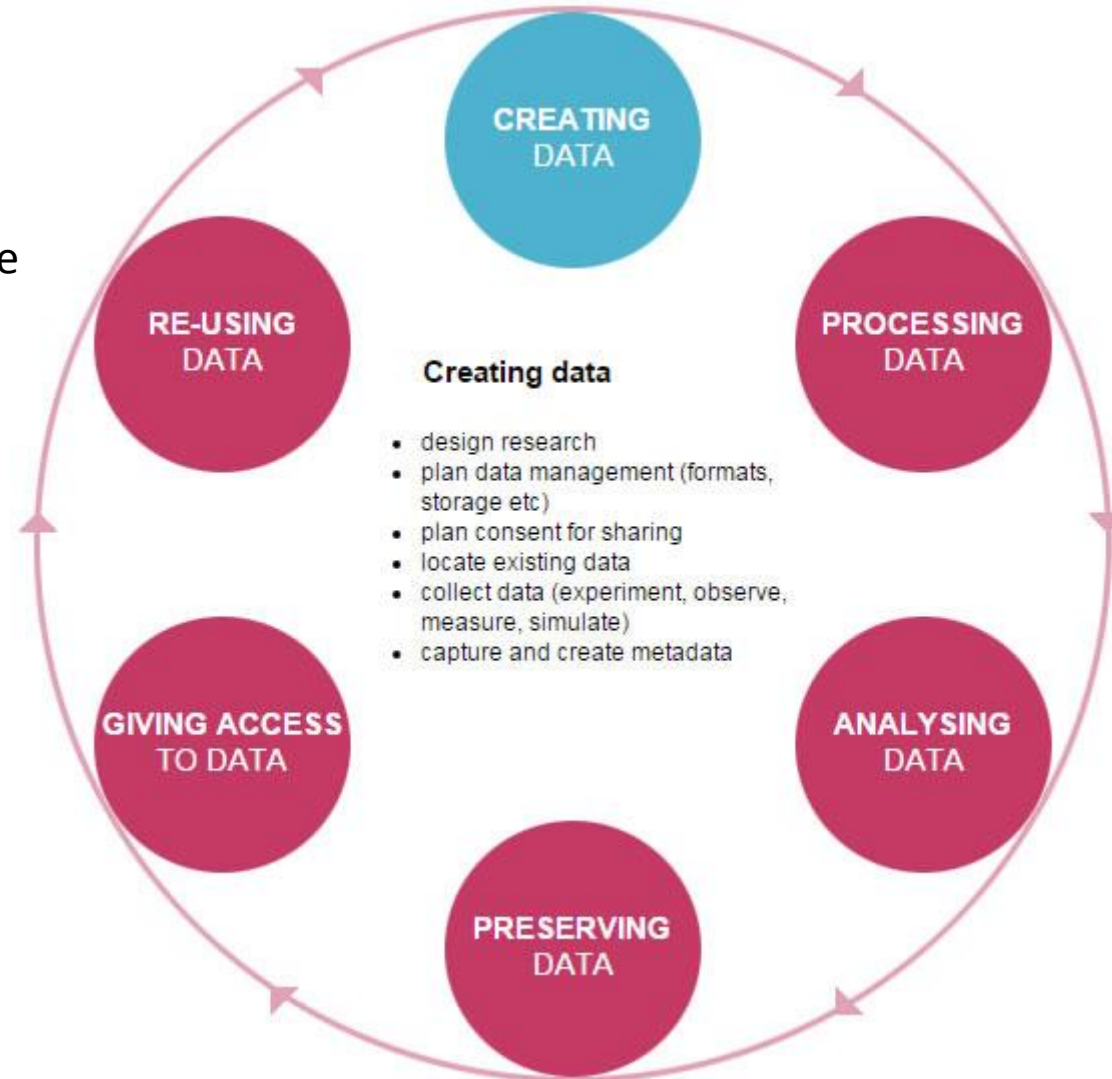 CREATING
DATA
e
RE-USING
DATA
PROCESSING
DATA
Creating data
• design research
• plan data management (formats,
storage etc)
• plan consent for sharing
• locate existing data
• collect data (experiment, observe,
measure, simulate)
• capture and create metadata
GIVING ACCESS
TO DATA
ANALYSING
DATA
PRESERVING
DATA